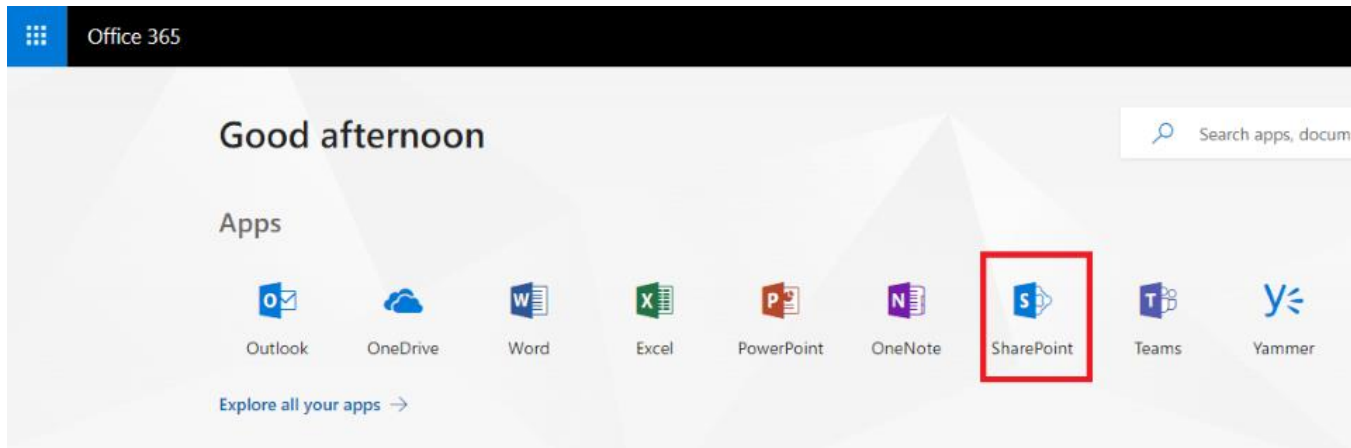 Office 365
Good afternoon
Search apps, docum
Apps
Outlook OneDrive Word Excel PowerPoint OneNote SharePoint Teams Yammer
Explore all your apps →